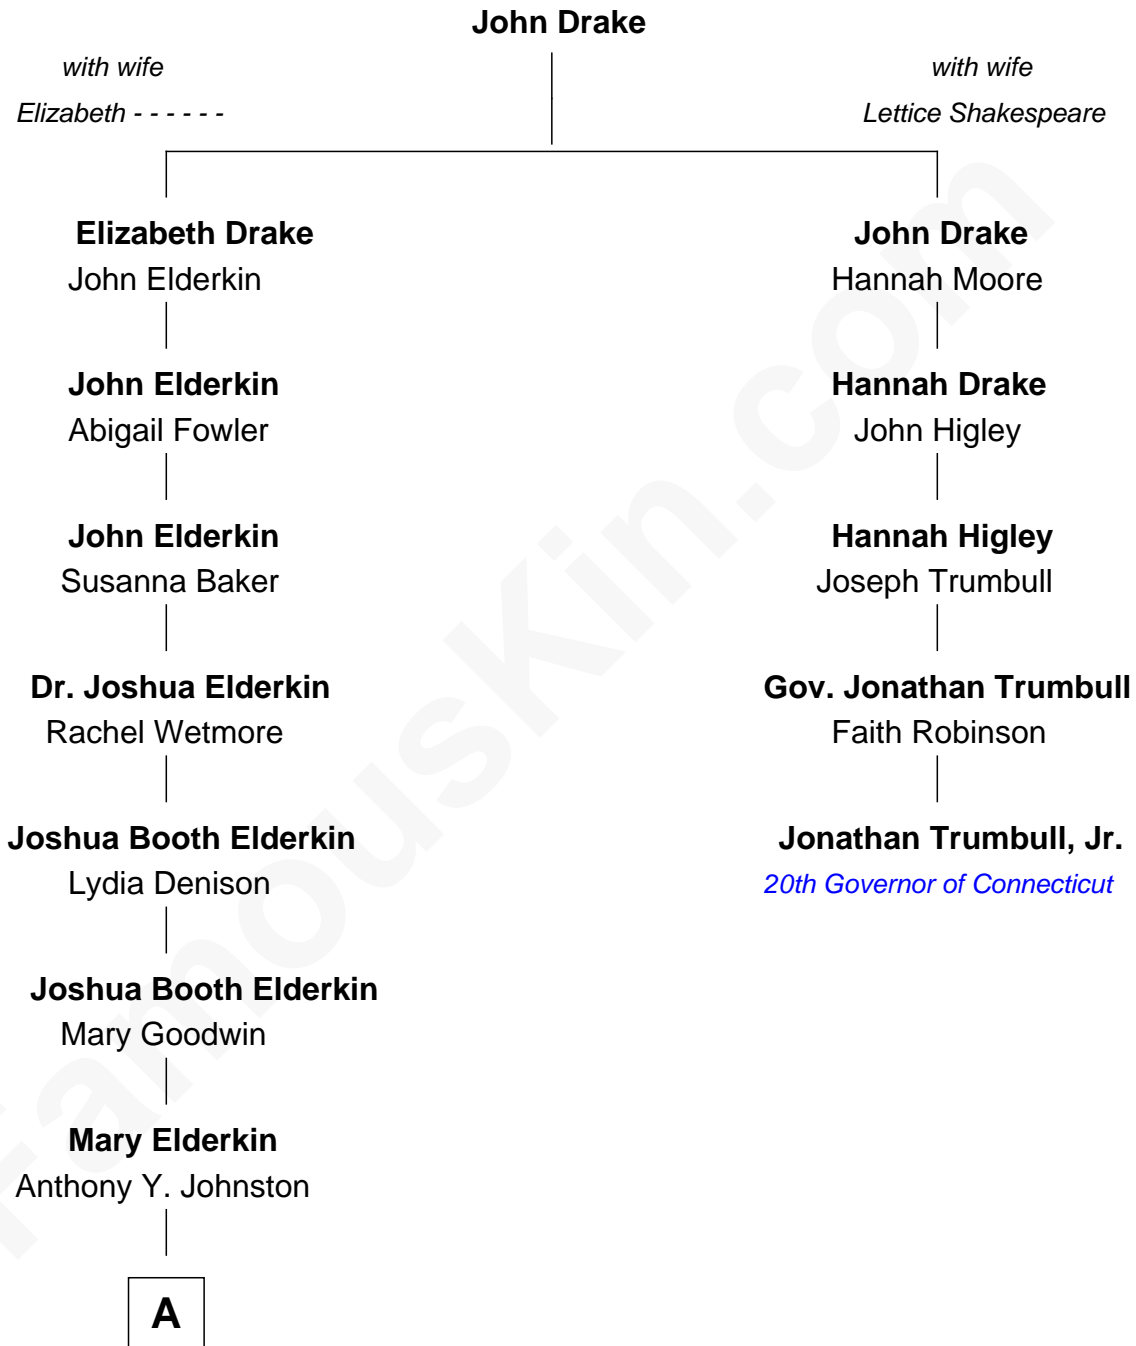 John Drake
with wife
with wife
Elizabeth - - - - - -
Lettice Shakespeare
Elizabeth Drake
John Drake
John Elderkin
Hannah Moore
John Elderkin
Hannah Drake
Abigail Fowler
John Higley
John Elderkin
Hannah Higley
Susanna Baker
Joseph Trumbull
Dr. Joshua Elderkin
Gov. Jonathan Trumbull
Rachel Wetmore
Faith Robinson
Joshua Booth Elderkin
Jonathan Trumbull, Jr.
Lydia Denison
20th Governor of Connecticut
Joshua Booth Elderkin
Mary Goodwin
Mary Elderkin
Anthony Y. Johnston
A
FamousKin.com